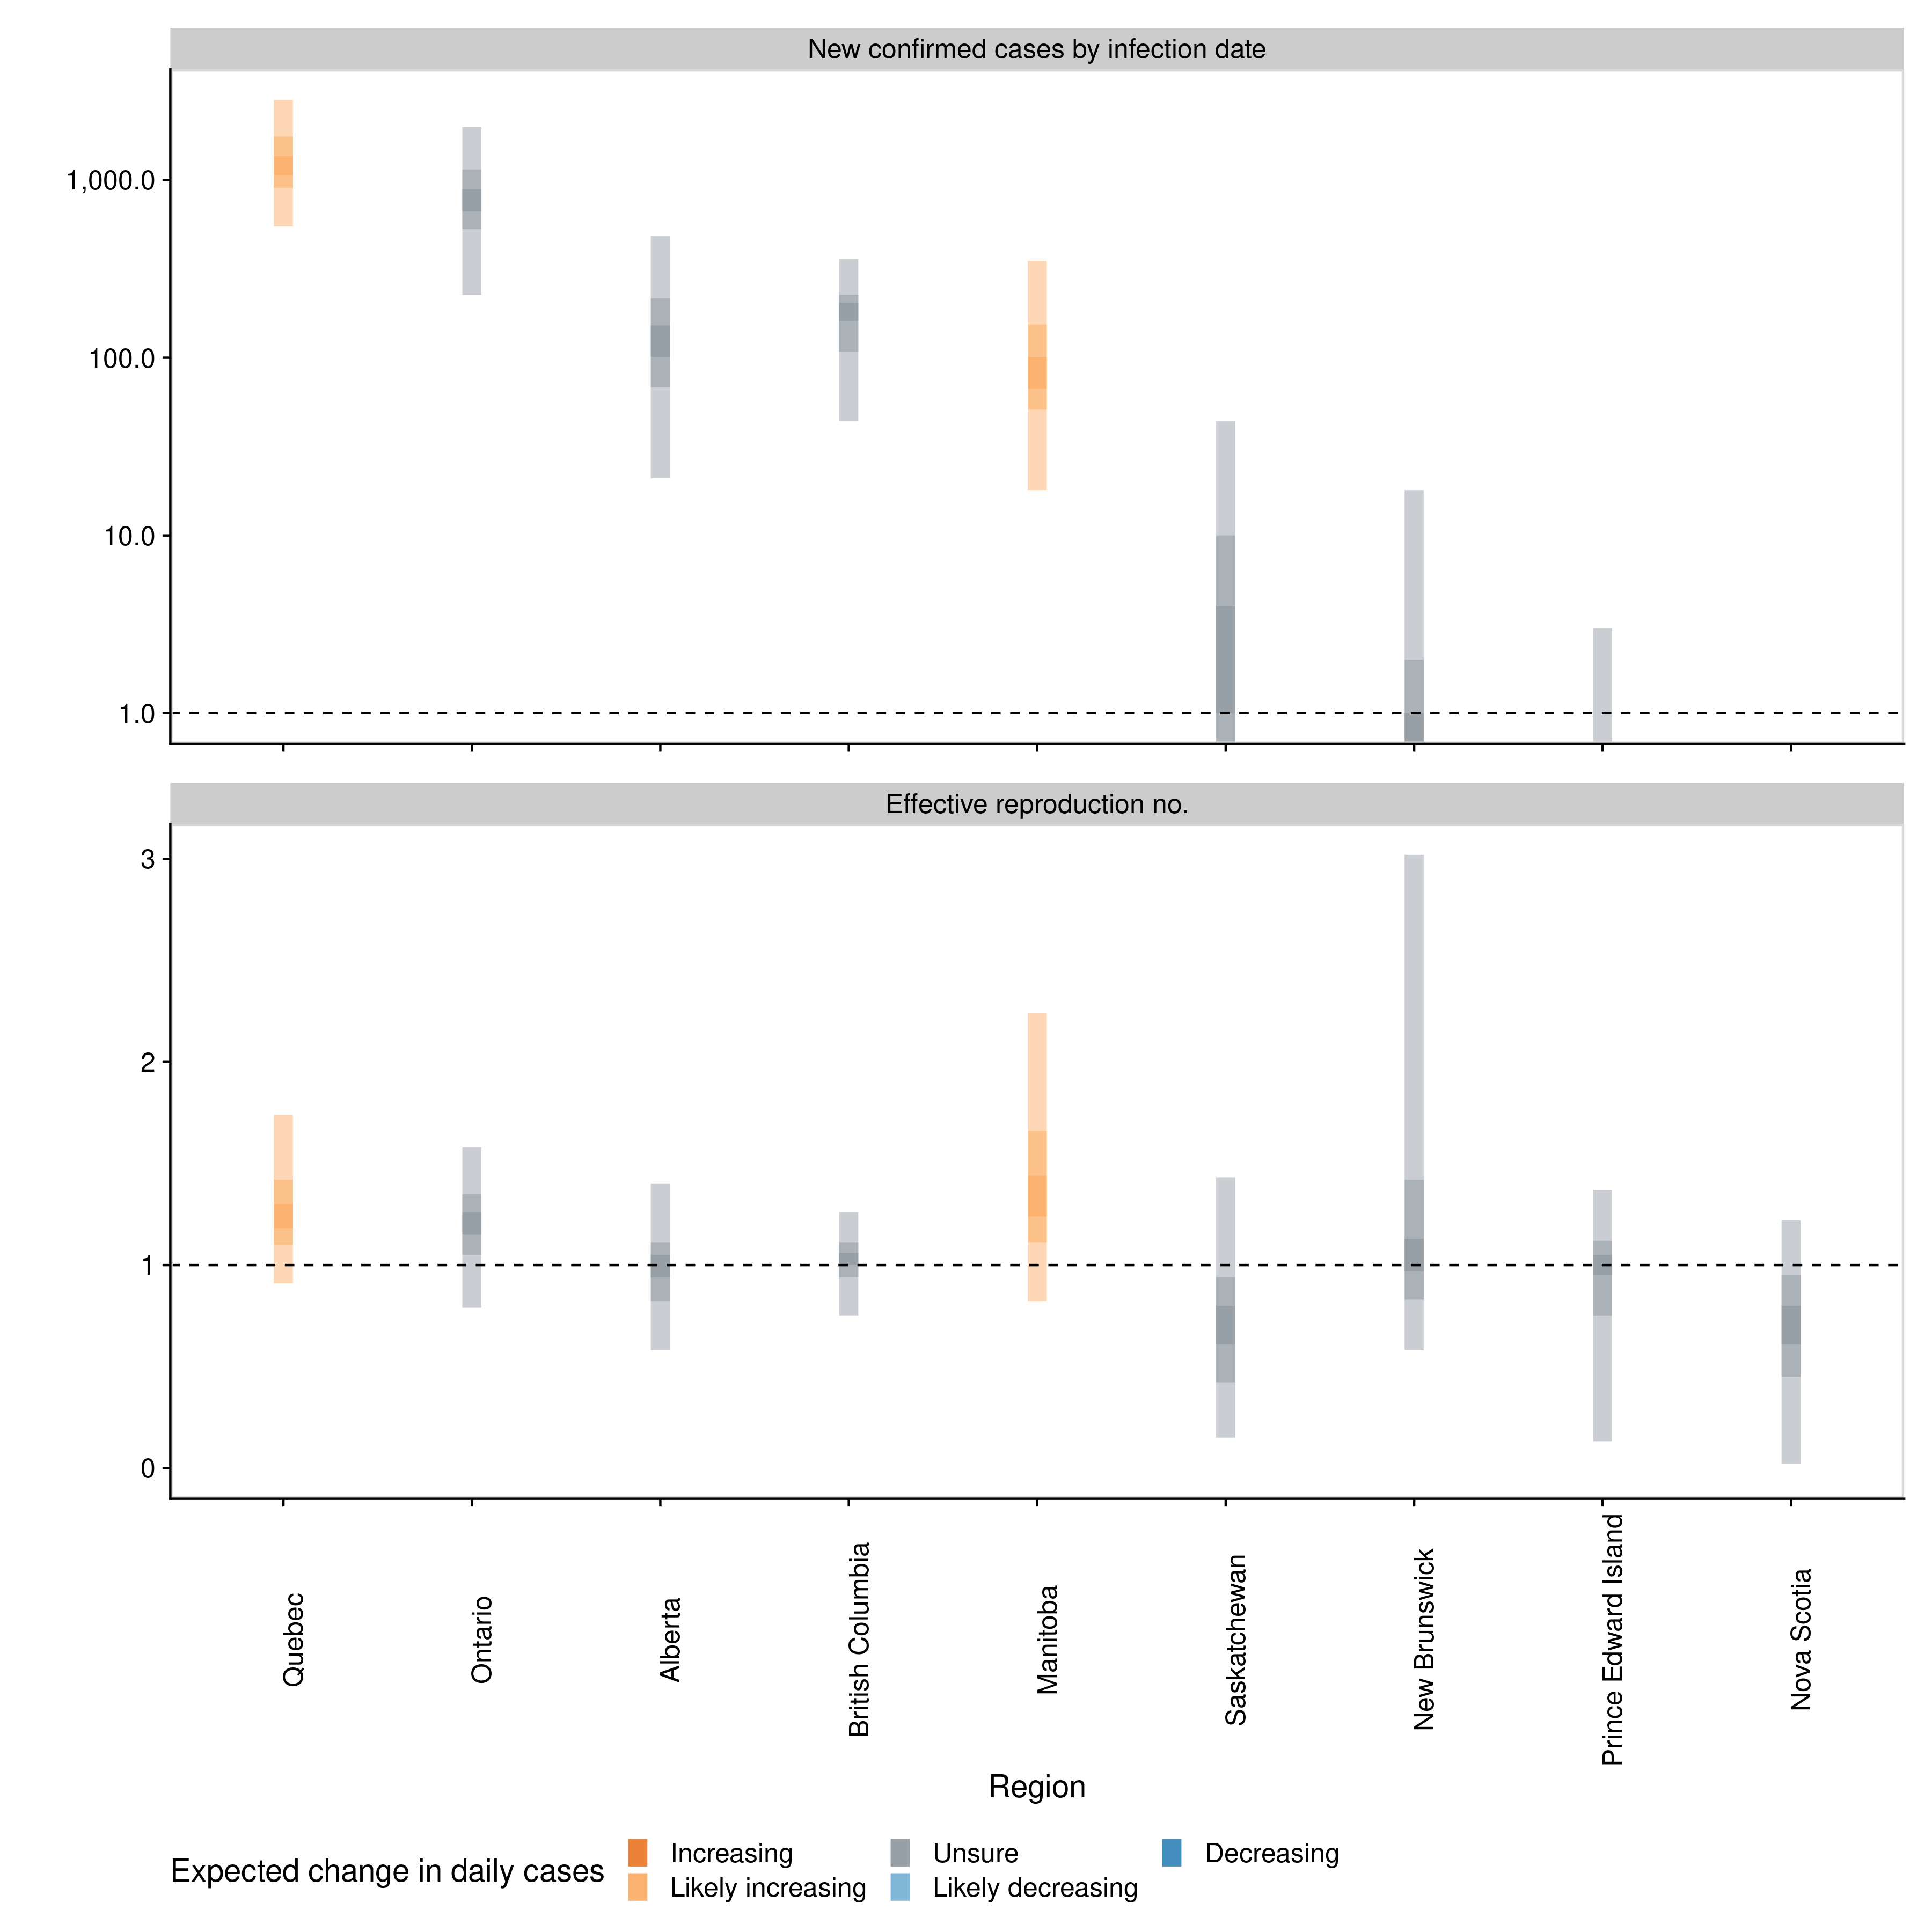 New confirmed cases by infection date
1,000.0
100.0
10.0
1.0
Effective reproduction no.
3
2
1
0
Quebec
Ontario
Alberta
British Columbia
Manitoba
Saskatchewan
New Brunswick
Prince Edward Island
Nova Scotia
Region
Expected change in daily cases
Increasing
Unsure
Decreasing
Likely increasing
Likely decreasing